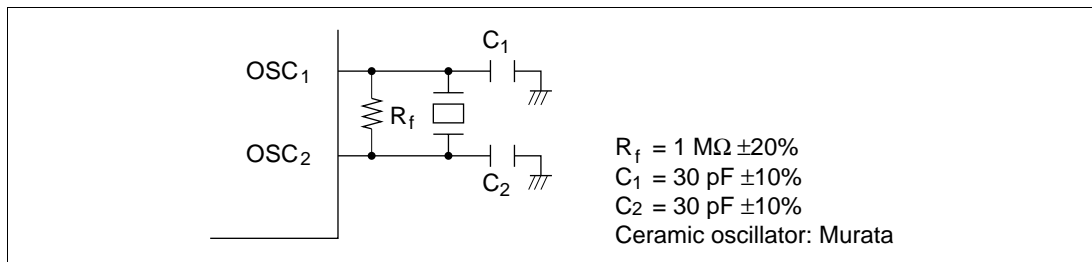 C1
OSC1
Rf
OSC2
C2
Rf = 1 MΩ ±20%
C1 = 30 pF ±10%
C2 = 30 pF ±10%
Ceramic oscillator: Murata